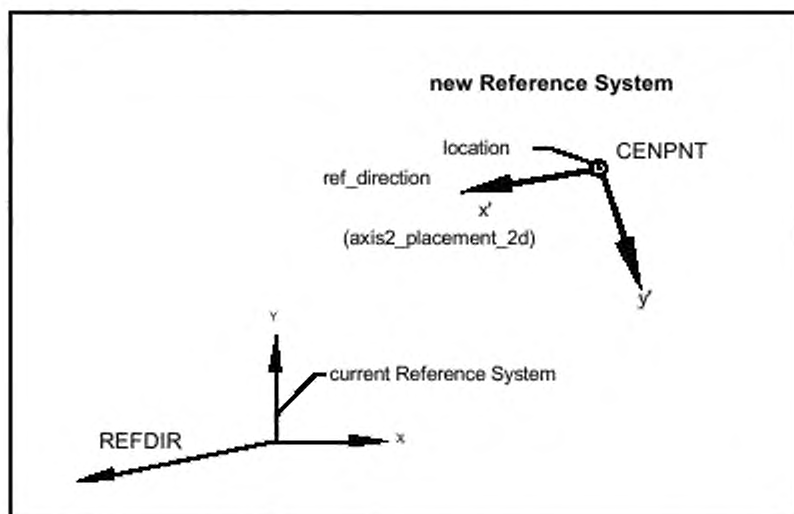 new Reference System
location
CENPNT
ref_direction
x'
(axis2_placement_2d)
y'
Y
current Reference System
REFDIR
X